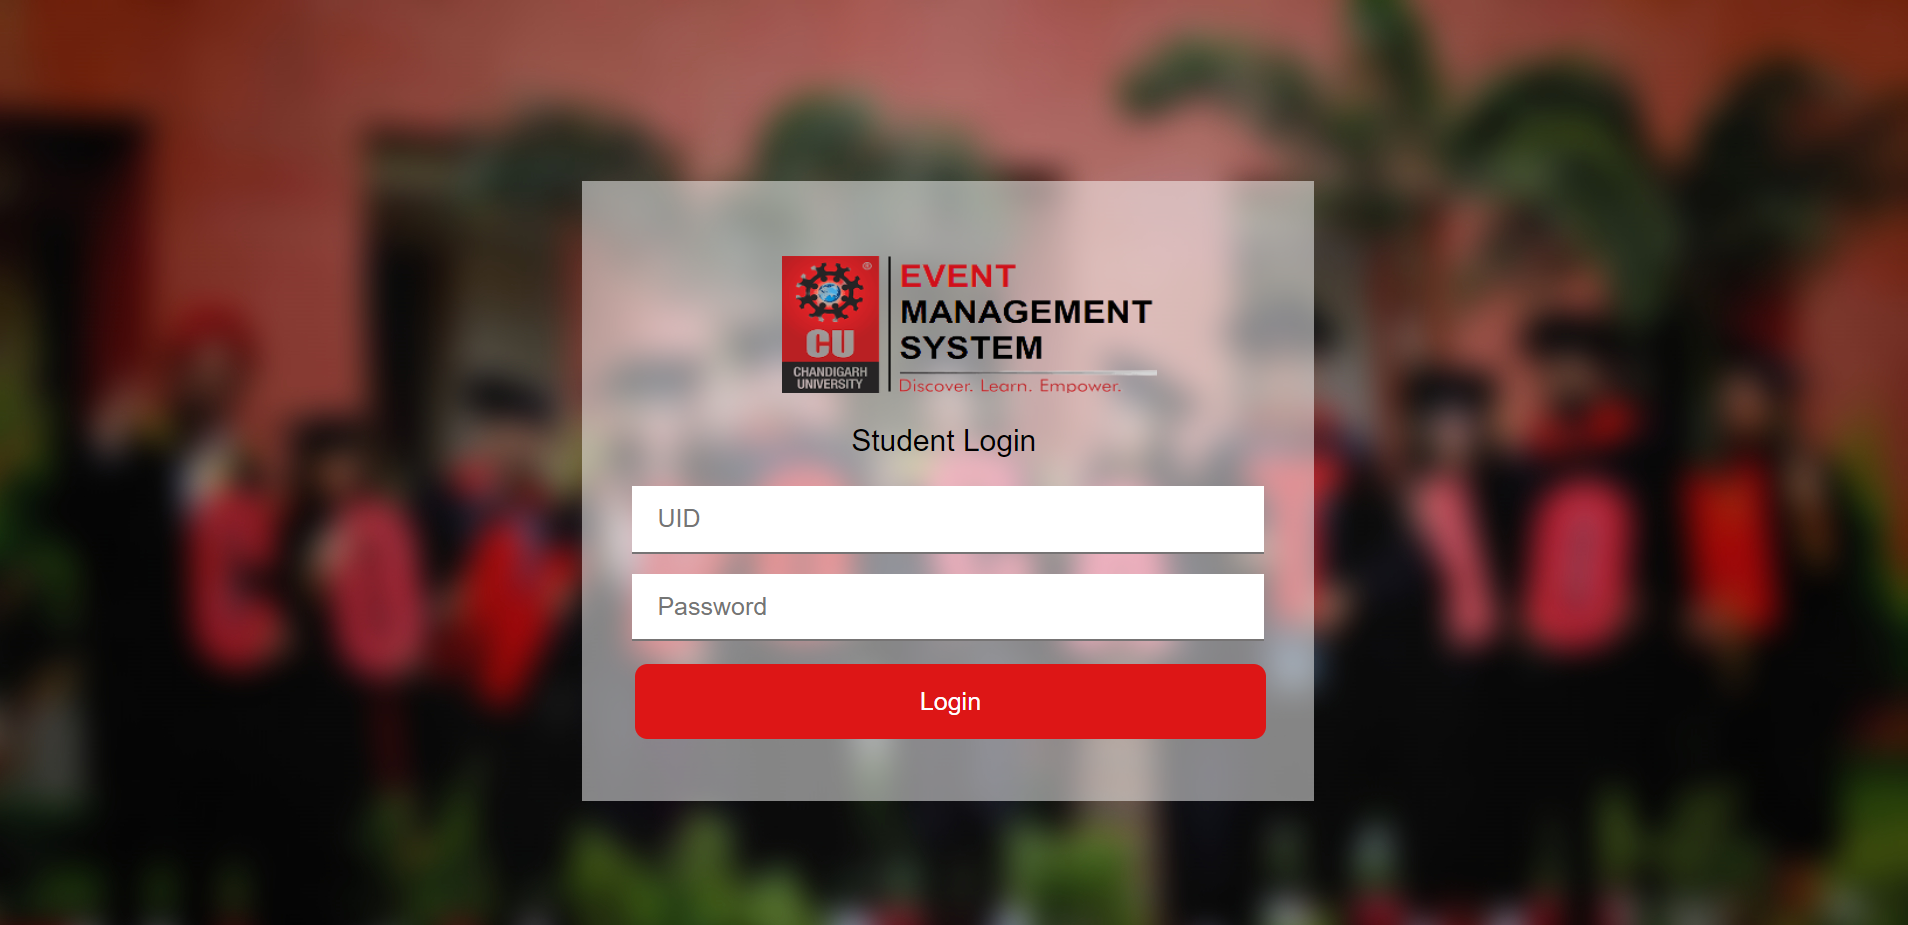 ®
CU
CHANDIGARH
UNIVERSITY
EVENT
MANAGEMENT
SYSTEM
Discover. Learn. Empower.
Student Login
UID
Password
Login